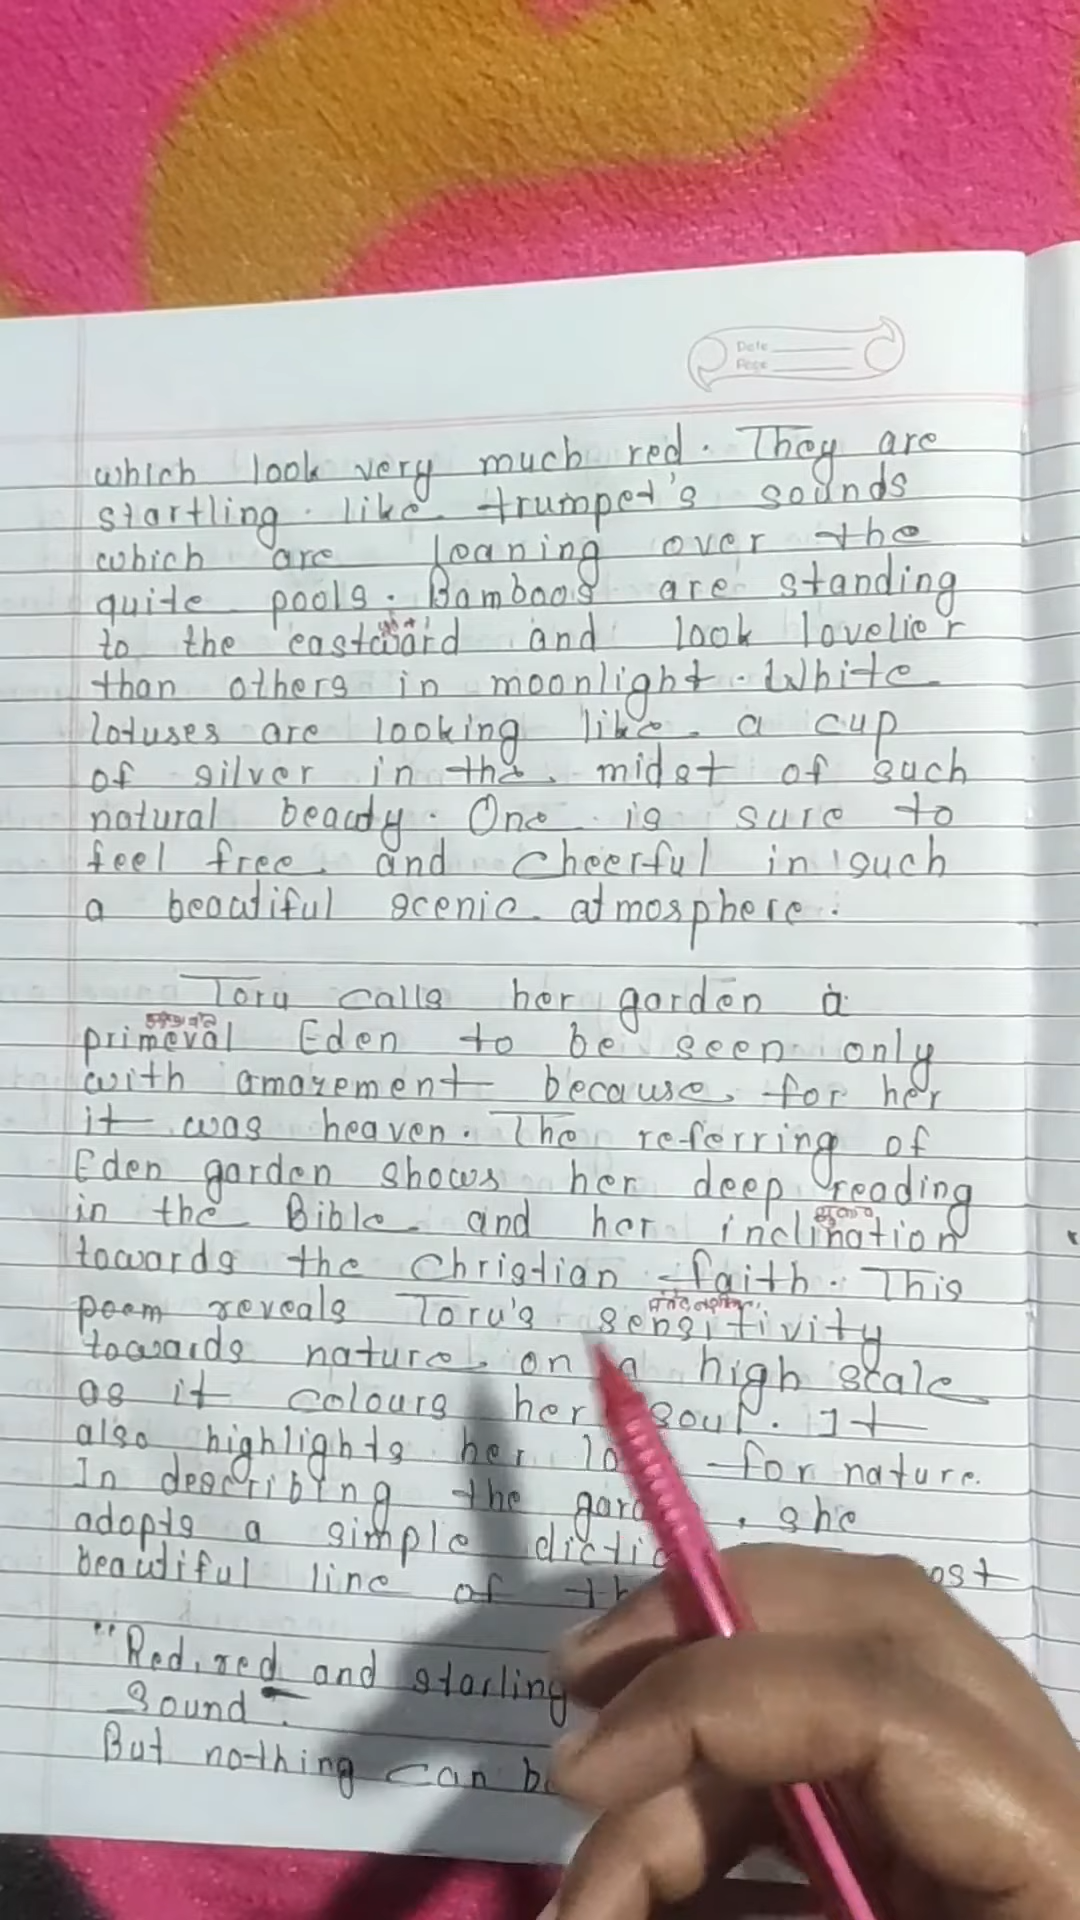 Date
Page
which look very much red. They are
startling like trumpet's sounds
which are leaning over the
quite pools. Bamboos are standing
to the eastward and look lovelier
than others in moonlight. White
lotuses are looking like a cup
of silver in the midst of such
natural beauty. One is sure to
feel free and cheerful in such
a beautiful scenic atmosphere.
Toru calls her garden a
primeval Eden to be seen only
with amazement because for her
it was heaven. The referring of
Eden garden shows her deep reading
झुकाव
in the Bible and her inclination
towards the Christian faith. This
poem reveals Toru's sensitivity
towards nature on a high scale
as it colours her soul. It
also highlights her for nature.
In describing the she
adopts a simple
beautiful line of
"Red, red and starling
sound".
But nothing can